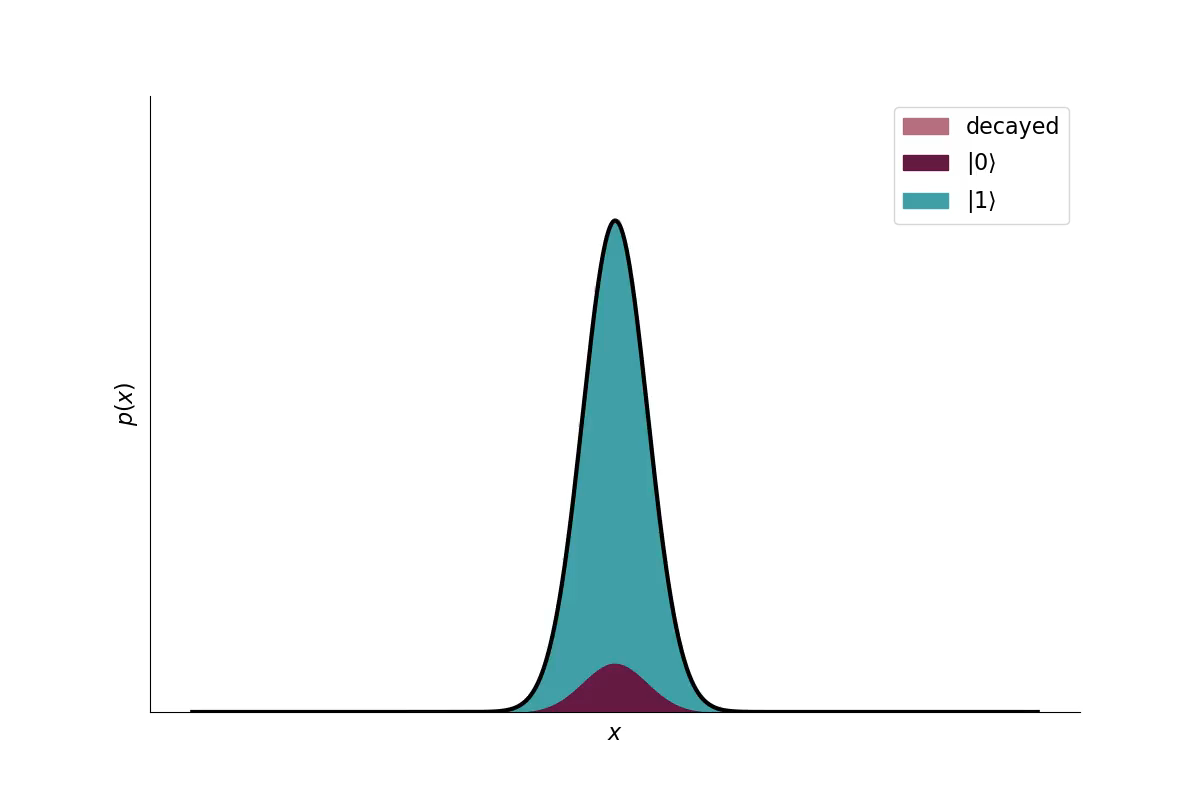 decayed
|0⟩
|1⟩
p(x)
x